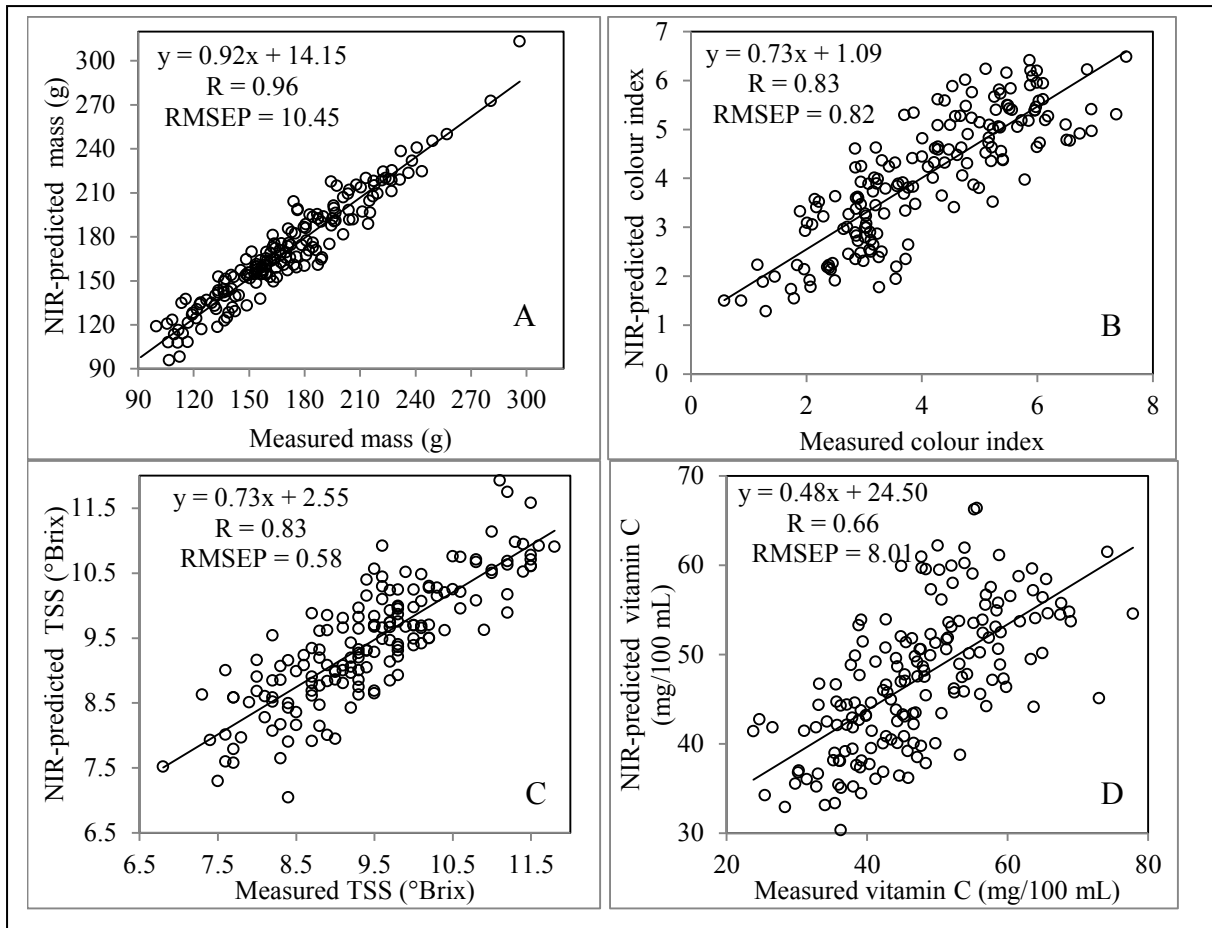 y = 0.92x + 14.15
R = 0.96
RMSEP = 10.45
NIR-predicted mass (g)
300
270
240
210
180
150
120
90
A
90 120 150 180 210 240 270 300
Measured mass (g)
y = 0.73x + 1.09
R = 0.83
RMSEP = 0.82
NIR-predicted colour index
7
6
5
4
3
2
1
0
B
0 2 4 6 8
Measured colour index
y = 0.73x + 2.55
R = 0.83
RMSEP = 0.58
NIR-predicted TSS (°Brix)
11.5
10.5
9.5
8.5
7.5
6.5
C
6.5 7.5 8.5 9.5 10.5 11.5
Measured TSS (°Brix)
y = 0.48x + 24.50
R = 0.66
RMSEP = 8.01
NIR-predicted vitamin C
(mg/100 mL)
70
60
50
40
30
D
20 40 60 80
Measured vitamin C (mg/100 mL)